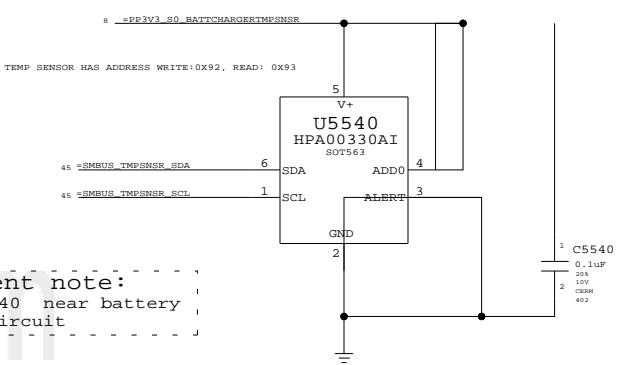 8 =PP3V3_S0_BATTCHARGERTMPSNSR
TEMP SENSOR HAS ADDRESS WRITE:0X92, READ: 0X93
5
V+
U5540
HPA00330AI
SOT563
45 =SMBUS_TMPSNSR_SDA 6 SDA ADD0 4
45 =SMBUS_TMPSNSR_SCL 1 SCL ALERT 3
GND
2
1 C5540
0.1uF
20%
10V
2 CERM
402
ent note:
40 near battery
ircuit